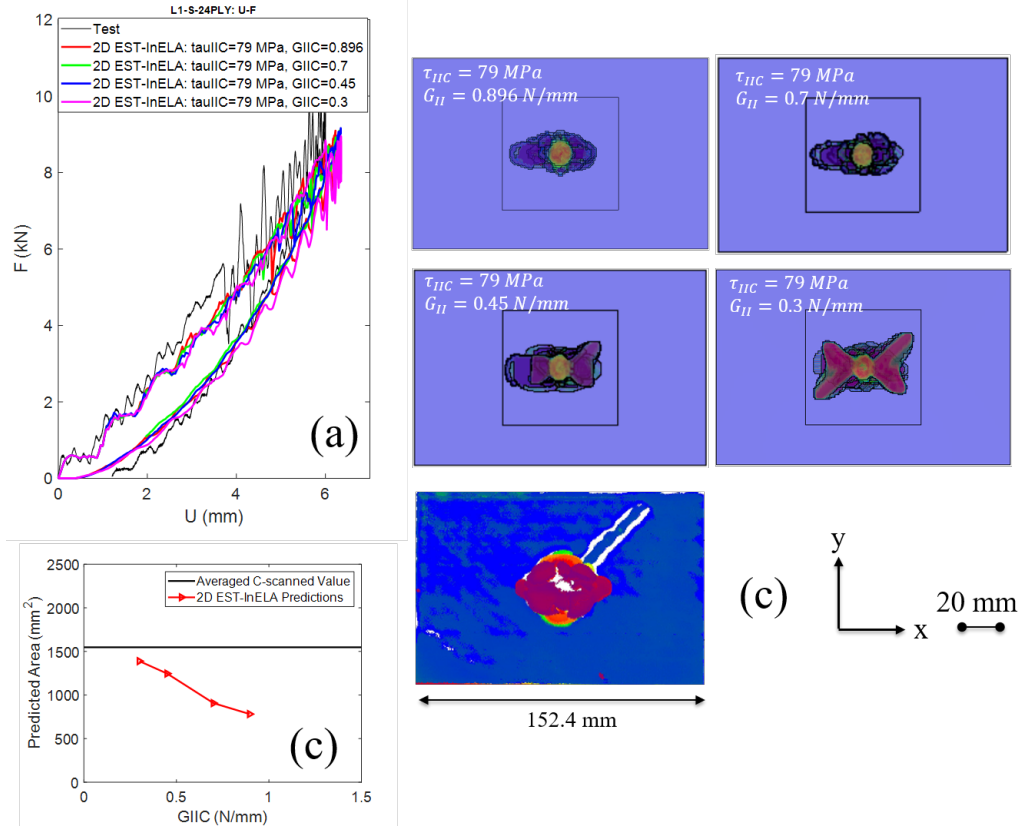 L1-S-24PLY: U-F
12
10
8
6
4
2
0
F (kN)
Test
2D EST-InELA: tauIIC=79 MPa, GIIC=0.896
2D EST-InELA: tauIIC=79 MPa, GIIC=0.7
2D EST-InELA: tauIIC=79 MPa, GIIC=0.45
2D EST-InELA: tauIIC=79 MPa, GIIC=0.3
(a)
0 2 4 6
U (mm)
τIIC = 79 MPa
GII = 0.896 N/mm
τIIC = 79 MPa
GII = 0.7 N/mm
τIIC = 79 MPa
GII = 0.45 N/mm
τIIC = 79 MPa
GII = 0.3 N/mm
2500
2000
1500
1000
500
0
Predicted Area (mm²)
Averaged C-scanned Value
2D EST-InELA Predictions
(c)
0 0.5 1 1.5
GIIC (N/mm)
152.4 mm
(c)
y
x
20 mm